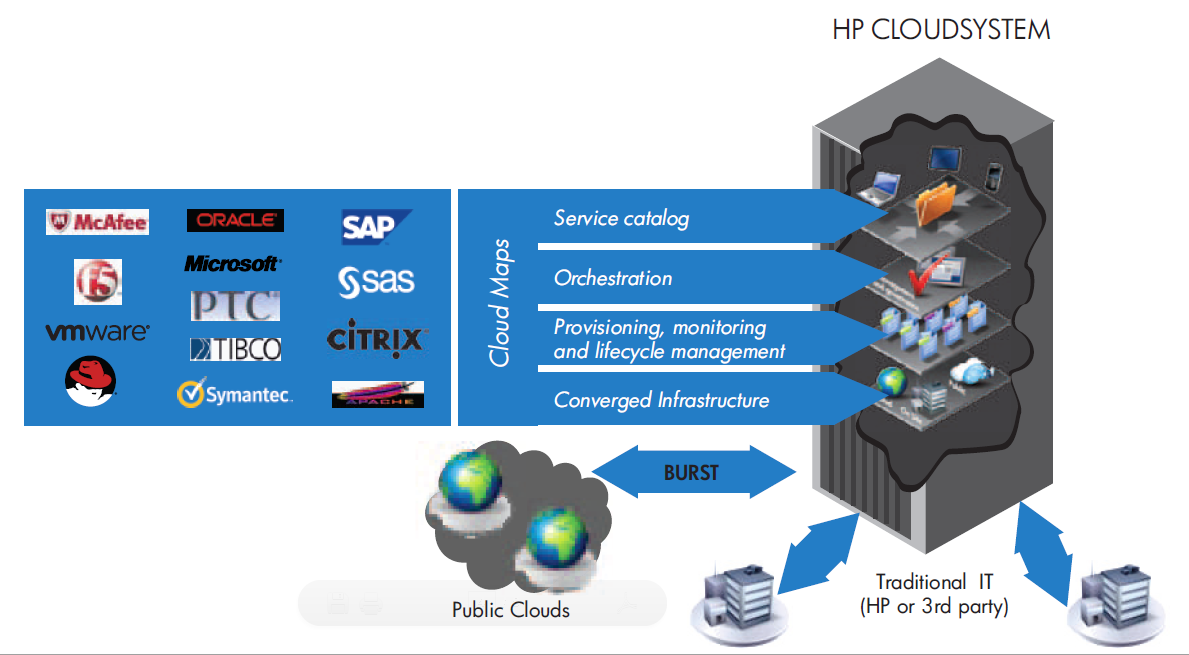 HP CLOUDSYSTEM
McAfee
ORACLE
SAP
f5
Microsoft
sas
PTC
vmware
TIBCO
CITRIX
Symantec.
APACHE
Cloud Maps
Service catalog
Orchestration
Provisioning, monitoring
and lifecycle management
Converged Infrastructure
BURST
Public Clouds
Traditional IT
(HP or 3rd party)